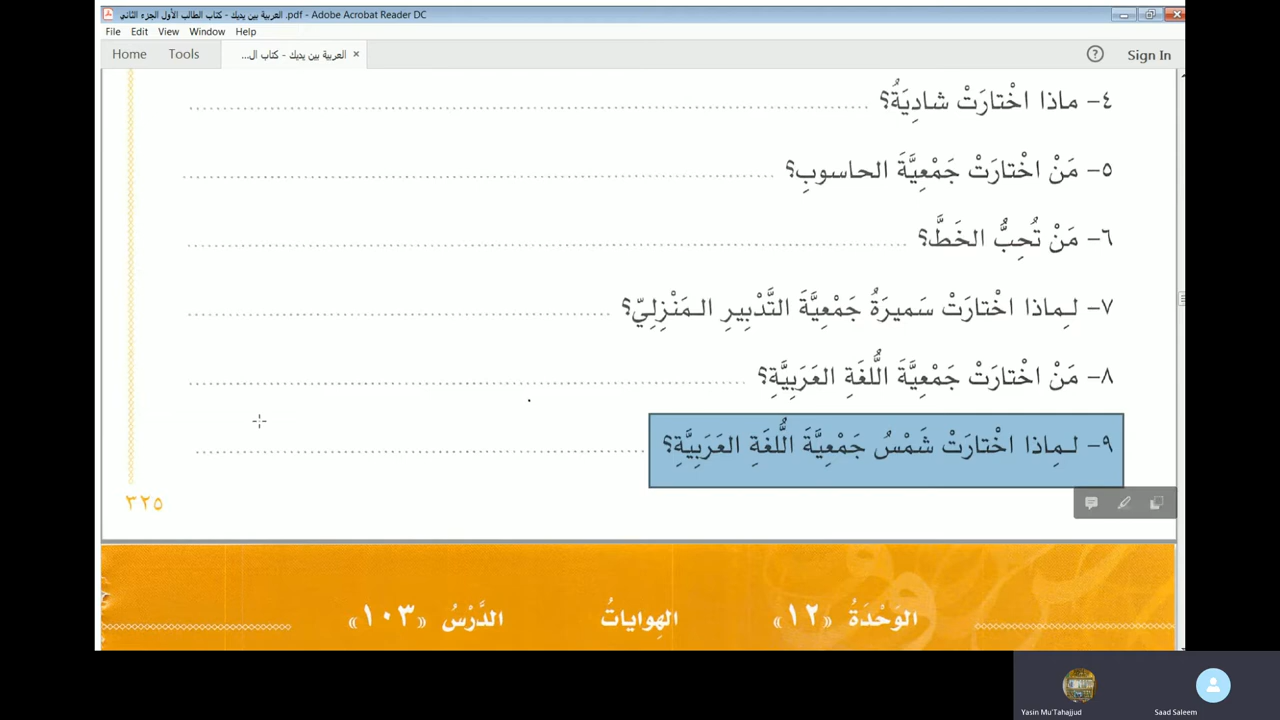 العربية بين يديك - كتاب الطالب الأول الجزء الثاني .pdf - Adobe Acrobat Reader DC
File Edit View Window Help
Home Tools العربية بين يديك - كتاب ال... × ? Sign In
٤- ماذا اخْتارَتْ شادِيَةُ؟ ........
٥- مَنْ اخْتارَتْ جَمْعِيَّةَ الحاسوبِ؟ ........
٦- مَنْ تُحِبُّ الخَطَّ؟ ........
٧- لِماذا اخْتارَتْ سَميرَةُ جَمْعِيَّةَ التَّدْبيرِ المَنْزِلِيّ؟ ........
٨- مَنْ اخْتارَتْ جَمْعِيَّةَ اللُّغَةِ العَرَبِيَّةِ؟ ........
٩- لِماذا اخْتارَتْ شَمْسُ جَمْعِيَّةَ اللُّغَةِ العَرَبِيَّةِ؟ ........
٣٢٥
الوَحْدَةُ «١٢» الهِواياتُ الدَّرْسُ «١٠٣»
Yasin Mu'Tahajjud Saad Saleem